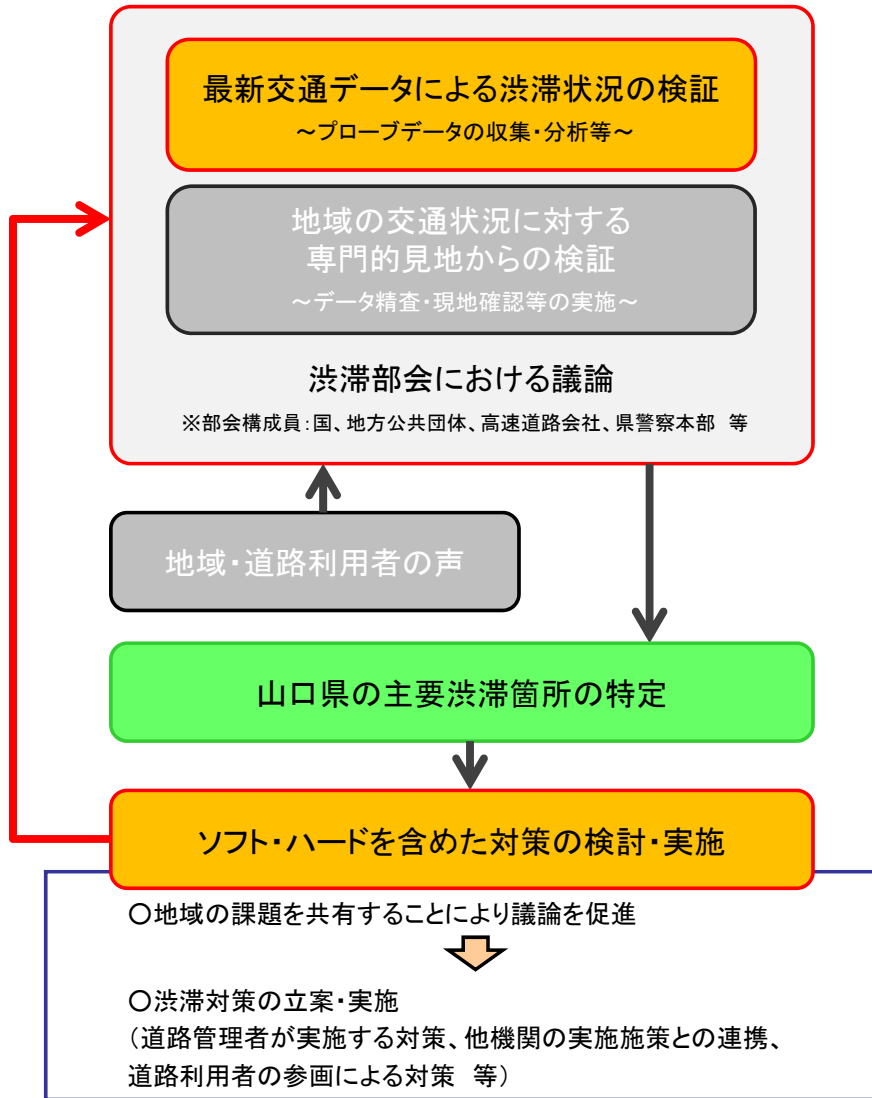 最新交通データによる渋滞状況の検証
～プローブデータの収集・分析等～
地域の交通状況に対する
専門的見地からの検証
～データ精査・現地確認等の実施～
渋滞部会における議論
※部会構成員：国、地方公共団体、高速道路会社、県警察本部　等
地域・道路利用者の声
山口県の主要渋滞箇所の特定
ソフト・ハードを含めた対策の検討・実施
〇地域の課題を共有することにより議論を促進
〇渋滞対策の立案・実施
（道路管理者が実施する対策、他機関の実施施策との連携、
道路利用者の参画による対策　等）